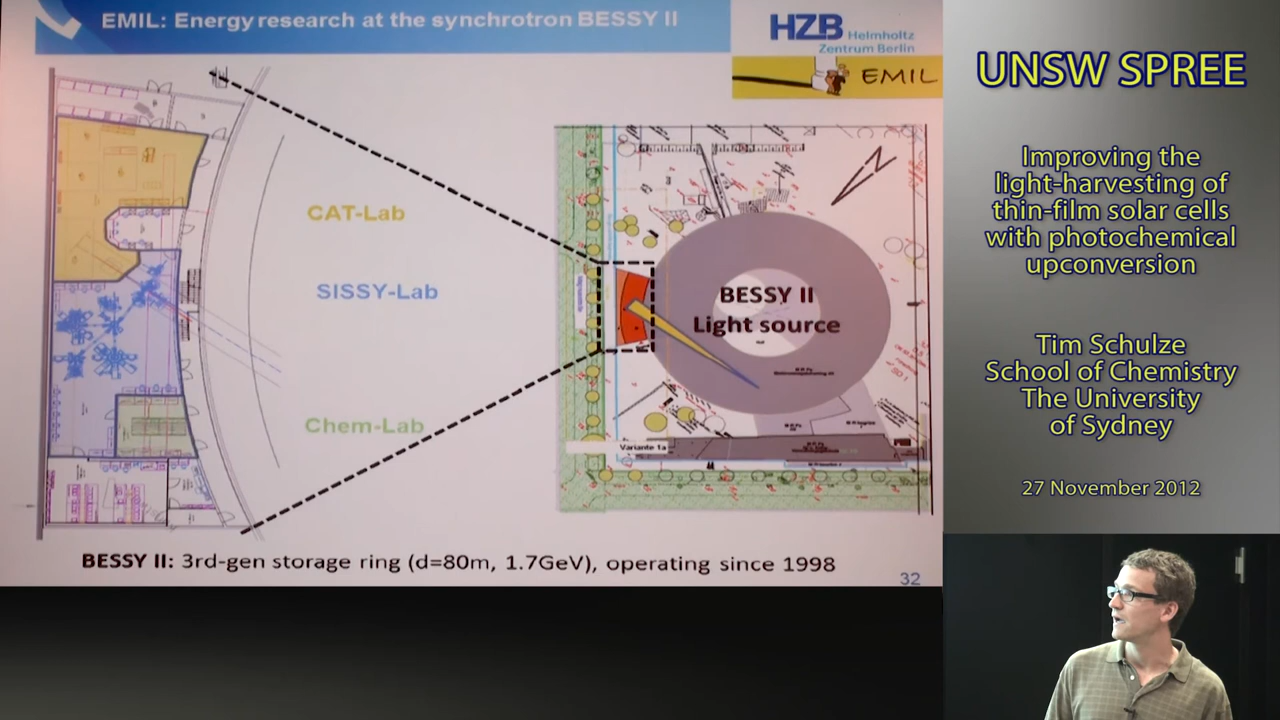 EMIL: Energy research at the synchrotron BESSY II
HZB Helmholtz
Zentrum Berlin
EMIL
CAT-Lab
SISSY-Lab
Chem-Lab
BESSY II
Light source
Variante 1a
BESSY II: 3rd-gen storage ring (d=80m, 1.7GeV), operating since 1998
32
UNSW SPREE
Improving the
light-harvesting of
thin-film solar cells
with photochemical
upconversion
Tim Schulze
School of Chemistry
The University
of Sydney
27 November 2012